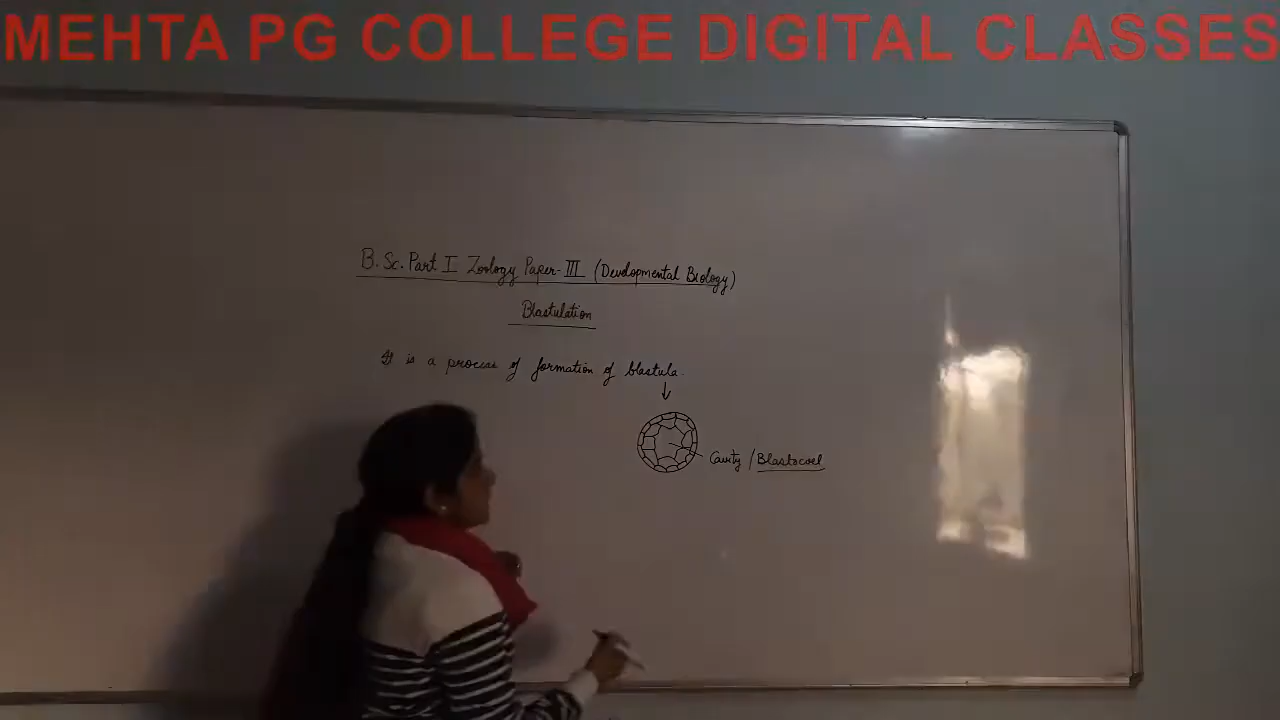 MEHTA PG COLLEGE DIGITAL CLASSES
B. Sc. Part I Zoology Paper-III (Developmental Biology)
Blastulation
It is a process of formation of blastula.
Cavity / Blastocoel